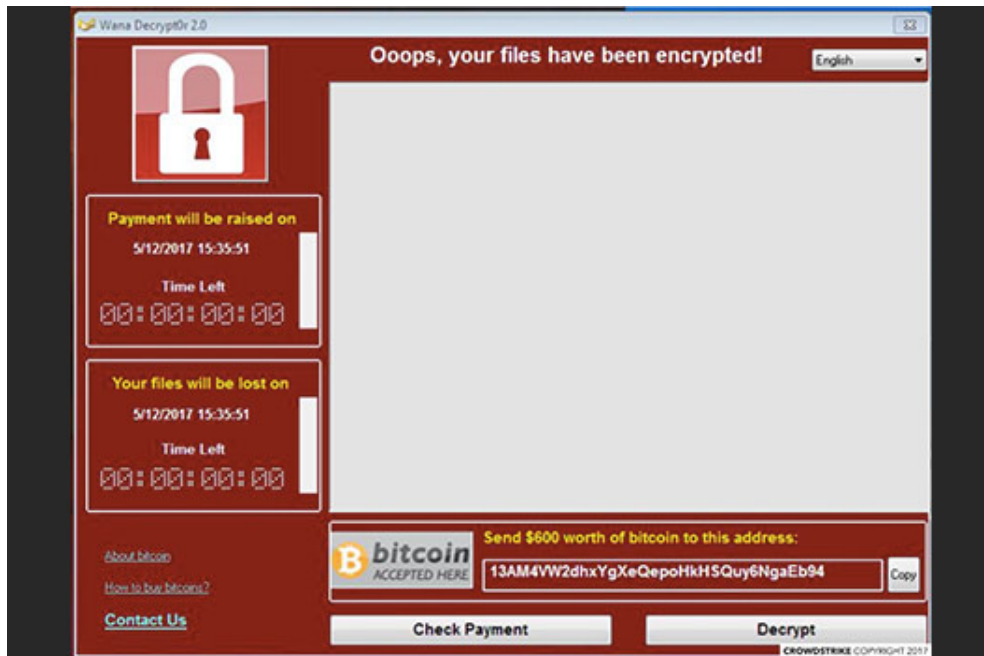 Wana Decrypt0r 2.0
Ooops, your files have been encrypted!
English
Payment will be raised on
5/12/2017 15:35:51
Time Left
00:00:00:00
Your files will be lost on
5/12/2017 15:35:51
Time Left
00:00:00:00
About bitcoin
How to buy bitcoins?
Contact Us
bitcoin
ACCEPTED HERE
Send $600 worth of bitcoin to this address:
13AM4VW2dhxYgXeQepoHkHSQuy6NgaEb94
Copy
Check Payment
Decrypt
CROWDSTRIKE COPYRIGHT 2017